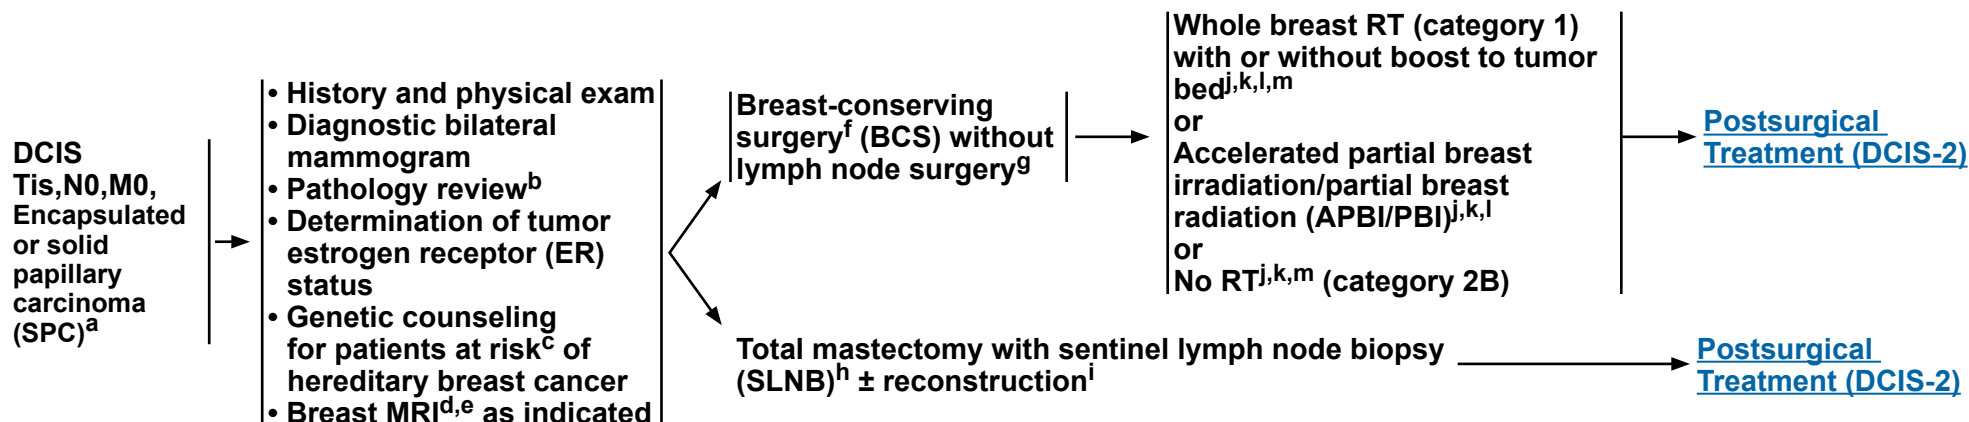 DCIS
Tis,N0,M0,
Encapsulated
or solid
papillary
carcinoma
(SPC)a
• History and physical exam
• Diagnostic bilateral
mammogram
• Pathology reviewb
• Determination of tumor
estrogen receptor (ER)
status
• Genetic counseling
for patients at riskc of
hereditary breast cancer
• Breast MRId,e as indicated
Breast-conserving
surgeryf (BCS) without
lymph node surgeryg
Whole breast RT (category 1)
with or without boost to tumor
bedj,k,l,m
or
Accelerated partial breast
irradiation/partial breast
radiation (APBI/PBI)j,k,l
or
No RTj,k,m (category 2B)
Postsurgical
Treatment (DCIS-2)
Total mastectomy with sentinel lymph node biopsy
(SLNB)h ± reconstructioni
Postsurgical
Treatment (DCIS-2)